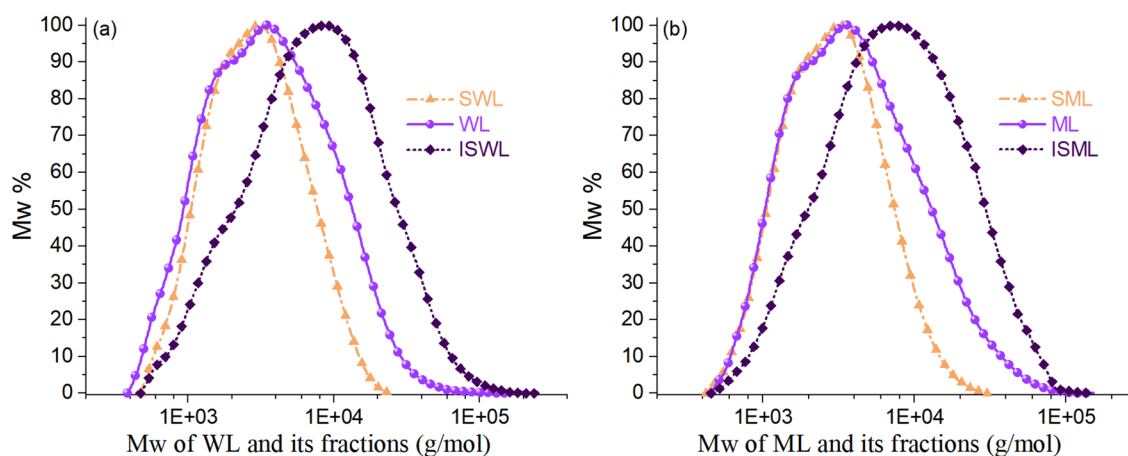 (a)
Mw %
100
90
80
70
60
50
40
30
20
10
0
SWL
WL
ISWL
1E+03
1E+04
1E+05
Mw of WL and its fractions (g/mol)
(b)
Mw %
100
90
80
70
60
50
40
30
20
10
0
SML
ML
ISML
1E+03
1E+04
1E+05
Mw of ML and its fractions (g/mol)